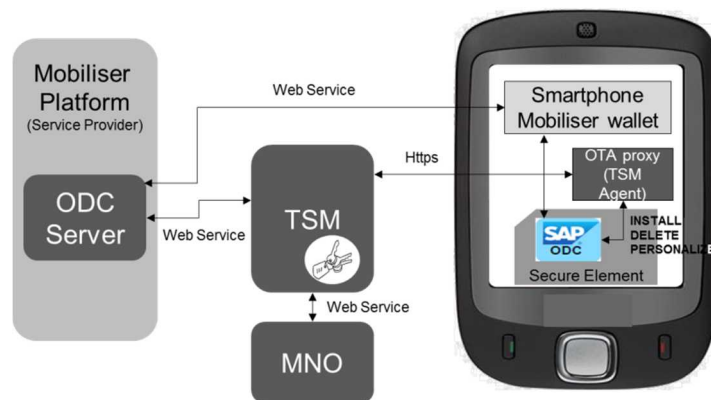 Mobiliser
Platform
(Service Provider)
ODC
Server
Web Service
Web Service
Https
TSM
Web Service
MNO
Smartphone
Mobiliser wallet
OTA proxy
(TSM
Agent)
INSTALL
DELETE
PERSONALIZE
SAP
ODC
Secure Element